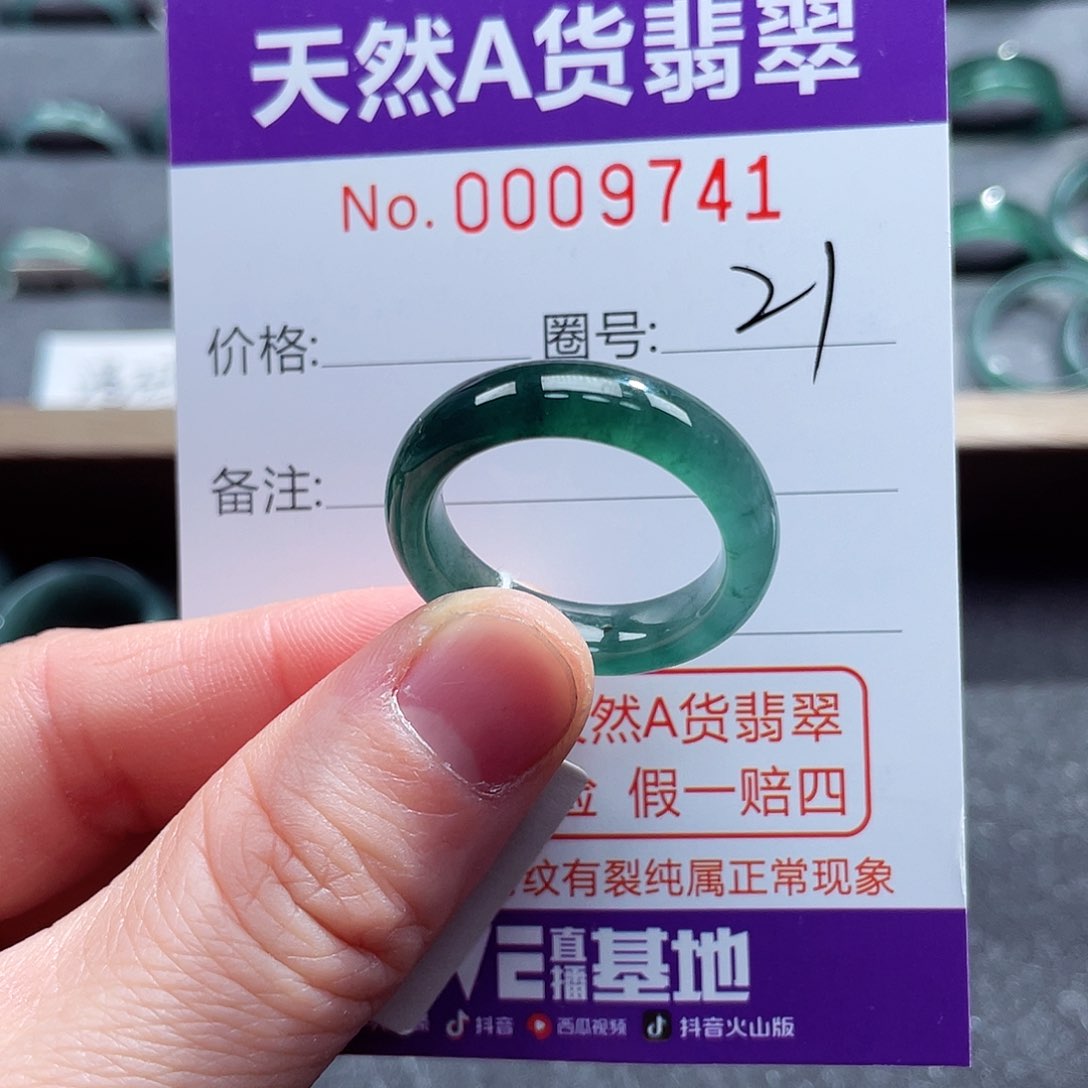 天然A货翡翠
No. 0009741
价格: 圈号: 21
备注:
然A货翡翠
假一赔四
纹有裂纯属正常现象
直播基地
抖音 西瓜视频 抖音火山版